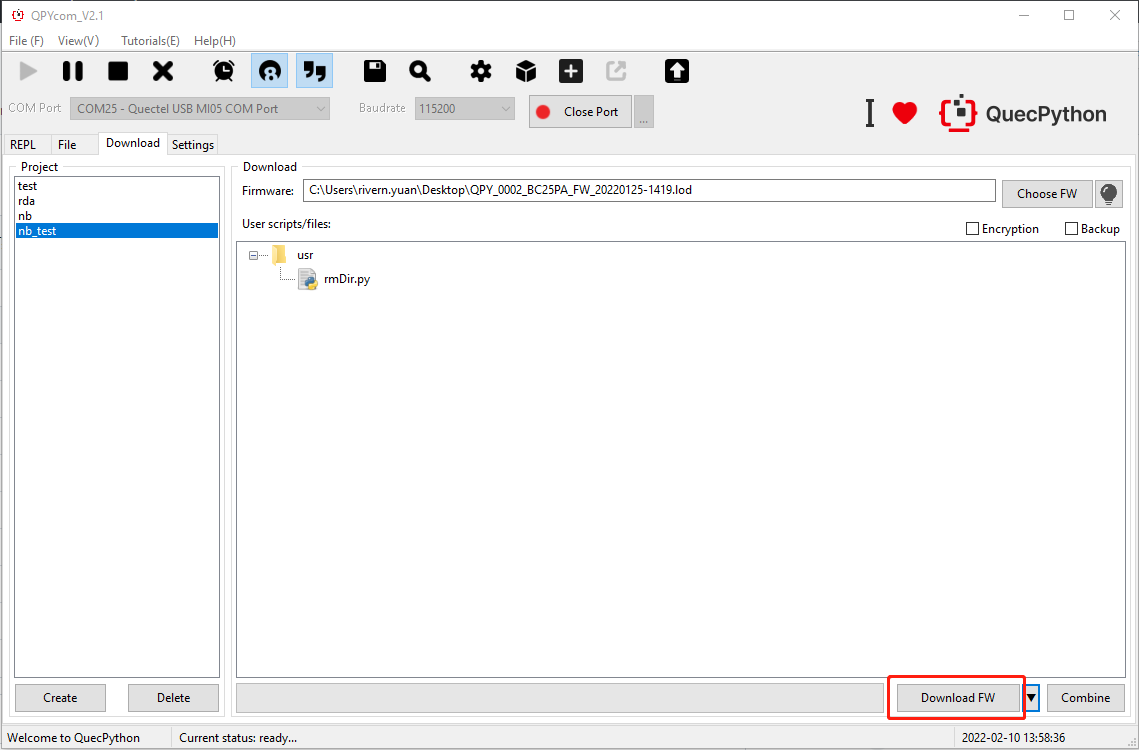 QPYcom_V2.1
File (F) View(V) Tutorials(E) Help(H)
COM Port COM25 - Quectel USB MI05 COM Port Baudrate 115200 Close Port ...
I QuecPython
REPL File Download Settings
Project
test
rda
nb
nb_test
Create Delete
Download
Firmware: C:\Users\rivern.yuan\Desktop\QPY_0002_BC25PA_FW_20220125-1419.lod Choose FW
User scripts/files: Encryption Backup
usr
rmDir.py
Download FW Combine
Welcome to QuecPython Current status: ready... 2022-02-10 13:58:36